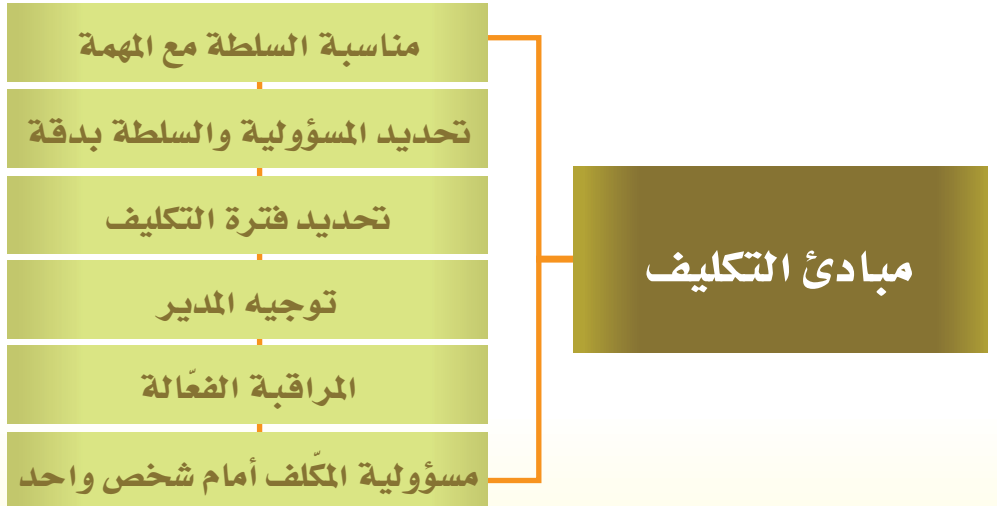 مبادئ التكليف
مناسبة السلطة مع المهمة
تحديد المسؤولية والسلطة بدقة
تحديد فترة التكليف
توجيه المدير
المراقبة الفعّالة
مسؤولية المكّلف أمام شخص واحد